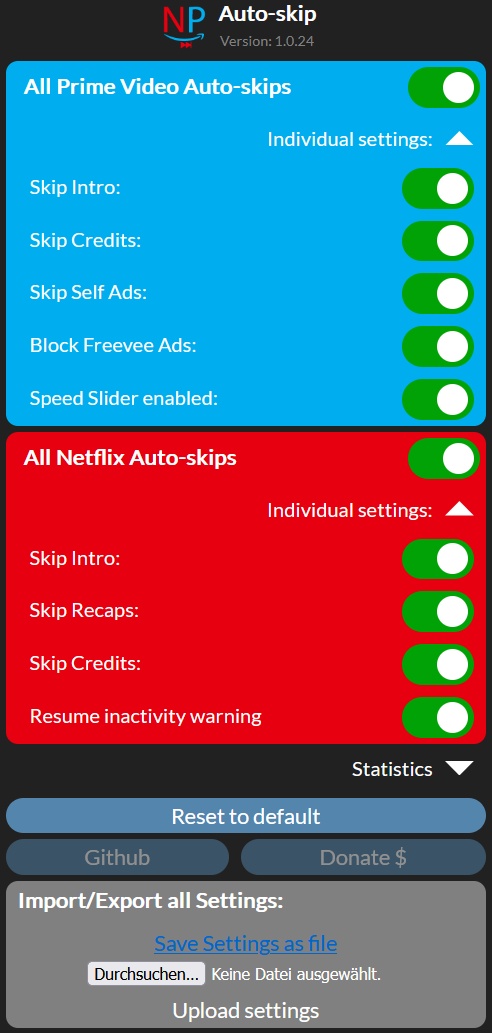 NP
Auto-skip
Version: 1.0.24
All Prime Video Auto-skips
Individual settings:
Skip Intro:
Skip Credits:
Skip Self Ads:
Block Freevee Ads:
Speed Slider enabled:
All Netflix Auto-skips
Individual settings:
Skip Intro:
Skip Recaps:
Skip Credits:
Resume inactivity warning
Statistics
Reset to default
Github Donate $
Import/Export all Settings:
Save Settings as file
Durchsuchen... Keine Datei ausgewählt.
Upload settings